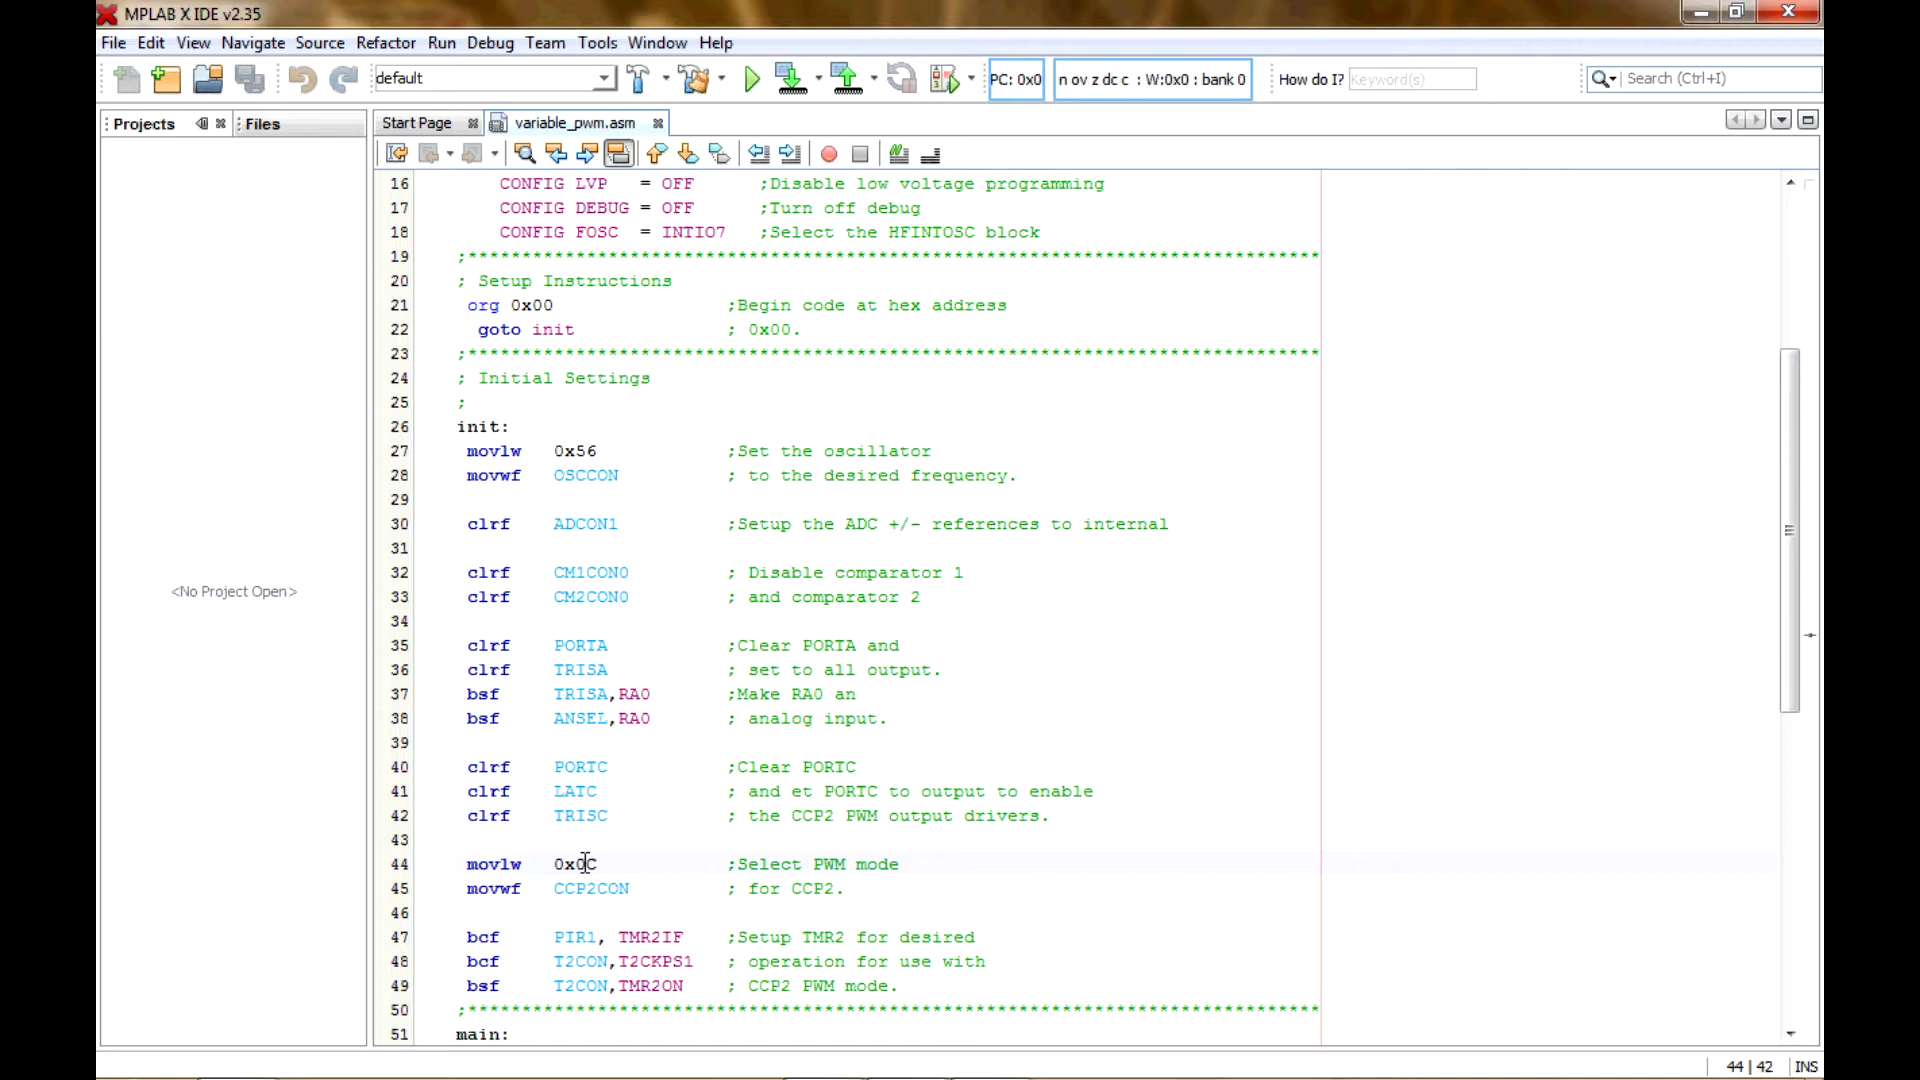 MPLAB X IDE v2.35
File Edit View Navigate Source Refactor Run Debug Team Tools Window Help
default PC: 0x0 n ov z dc c : W:0x0 : bank 0 How do I? Keyword(s) Search (Ctrl+I)
Projects Files Start Page variable_pwm.asm
<No Project Open>
16 CONFIG LVP = OFF ;Disable low voltage programming
17 CONFIG DEBUG = OFF ;Turn off debug
18 CONFIG FOSC = INTIO7 ;Select the HFINTOSC block
19 ;*******************************************************************************
20 ; Setup Instructions
21 org 0x00 ;Begin code at hex address
22 goto init ; 0x00.
23 ;*******************************************************************************
24 ; Initial Settings
25 ;
26 init:
27 movlw 0x56 ;Set the oscillator
28 movwf OSCCON ; to the desired frequency.
29
30 clrf ADCON1 ;Setup the ADC +/- references to internal
31
32 clrf CM1CON0 ; Disable comparator 1
33 clrf CM2CON0 ; and comparator 2
34
35 clrf PORTA ;Clear PORTA and
36 clrf TRISA ; set to all output.
37 bsf TRISA,RA0 ;Make RA0 an
38 bsf ANSEL,RA0 ; analog input.
39
40 clrf PORTC ;Clear PORTC
41 clrf LATC ; and et PORTC to output to enable
42 clrf TRISC ; the CCP2 PWM output drivers.
43
44 movlw 0x0C ;Select PWM mode
45 movwf CCP2CON ; for CCP2.
46
47 bcf PIR1, TMR2IF ;Setup TMR2 for desired
48 bcf T2CON,T2CKPS1 ; operation for use with
49 bsf T2CON,TMR2ON ; CCP2 PWM mode.
50 ;*******************************************************************************
51 main:
44 | 42 INS